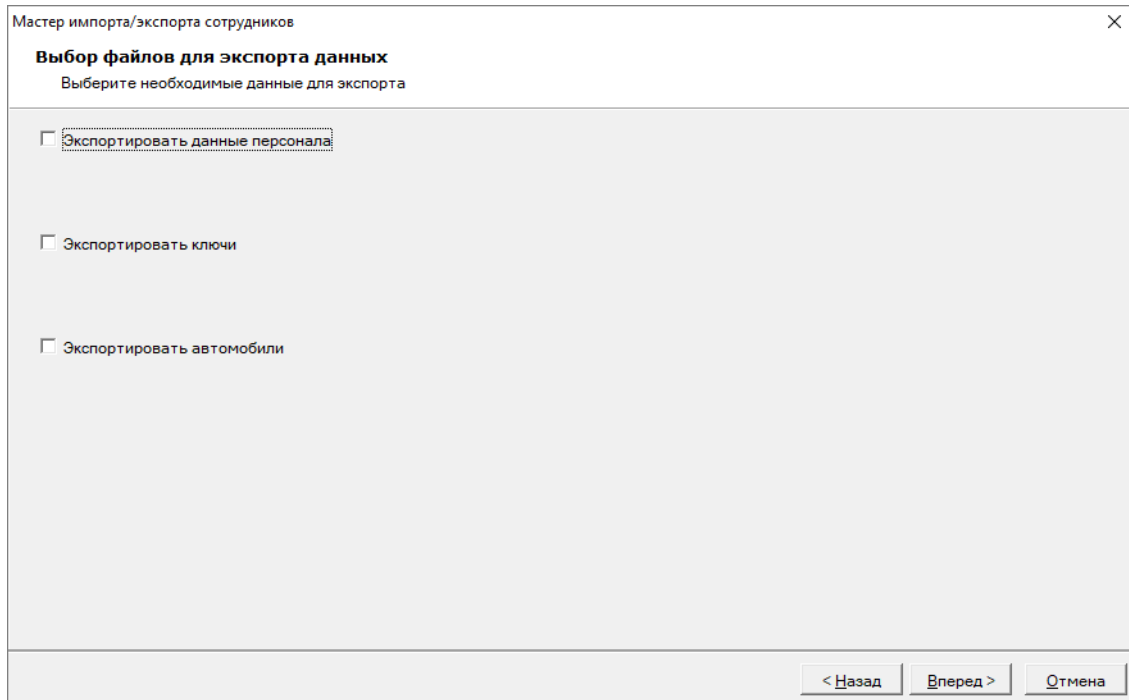 Мастер импорта/экспорта сотрудников
Выбор файлов для экспорта данных
Выберите необходимые данные для экспорта
Экспортировать данные персонала
Экспортировать ключи
Экспортировать автомобили
< Назад Вперед > Отмена